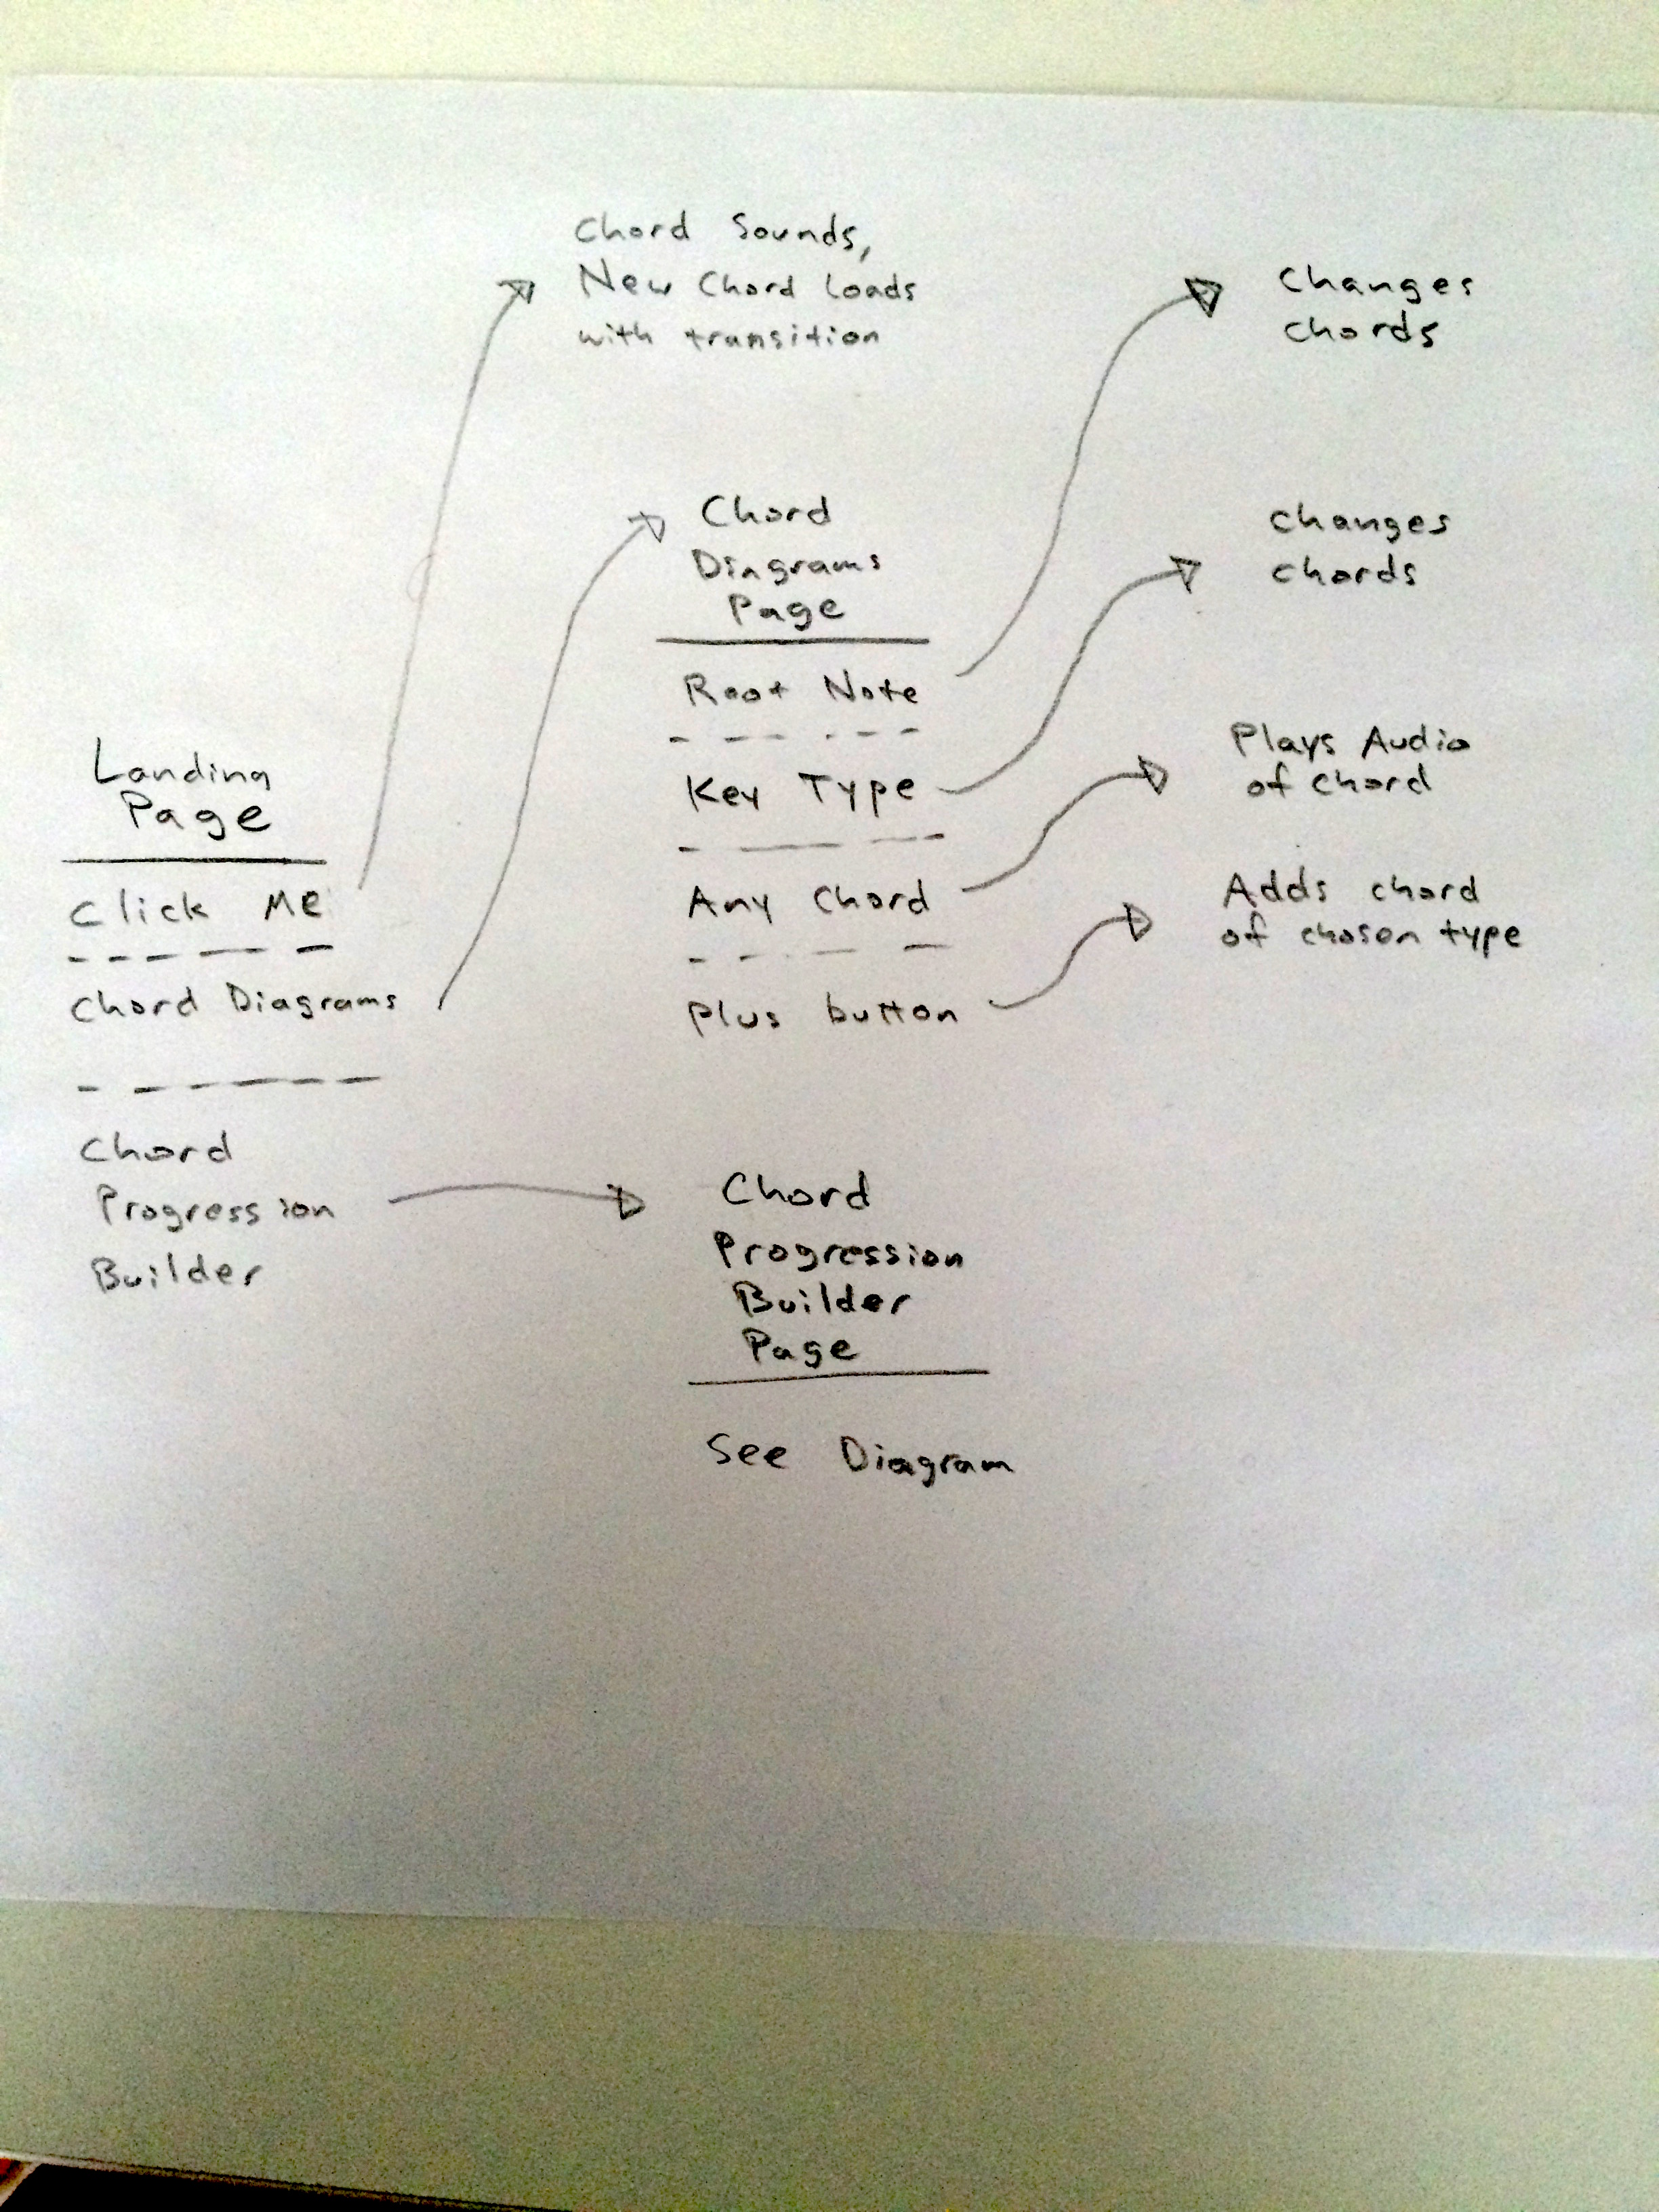 Chord Sounds,
New Chord Loads
with transition
Changes
chords
Chord
Diagrams
Page
Root Note
Key Type
Any Chord
Plus button
changes
chords
Plays Audio
of chord
Adds chord
of chosen type
Landing
Page
Click Me
Chord Diagrams
Chord
Progression
Builder
Chord
Progression
Builder
Page
See Diagram